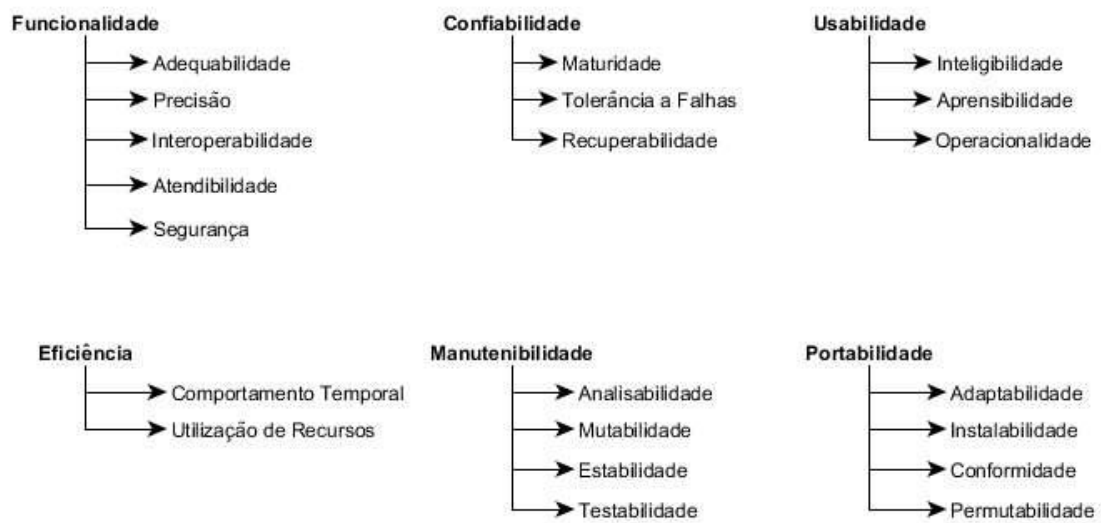 Funcionalidade
Adequabilidade
Precisão
Interoperabilidade
Atendibilidade
Segurança
Confiabilidade
Maturidade
Tolerância a Falhas
Recuperabilidade
Usabilidade
Inteligibilidade
Aprensibilidade
Operacionalidade
Eficiência
Comportamento Temporal
Utilização de Recursos
Manutenibilidade
Analisabilidade
Mutabilidade
Estabilidade
Testabilidade
Portabilidade
Adaptabilidade
Instalabilidade
Conformidade
Permutabilidade